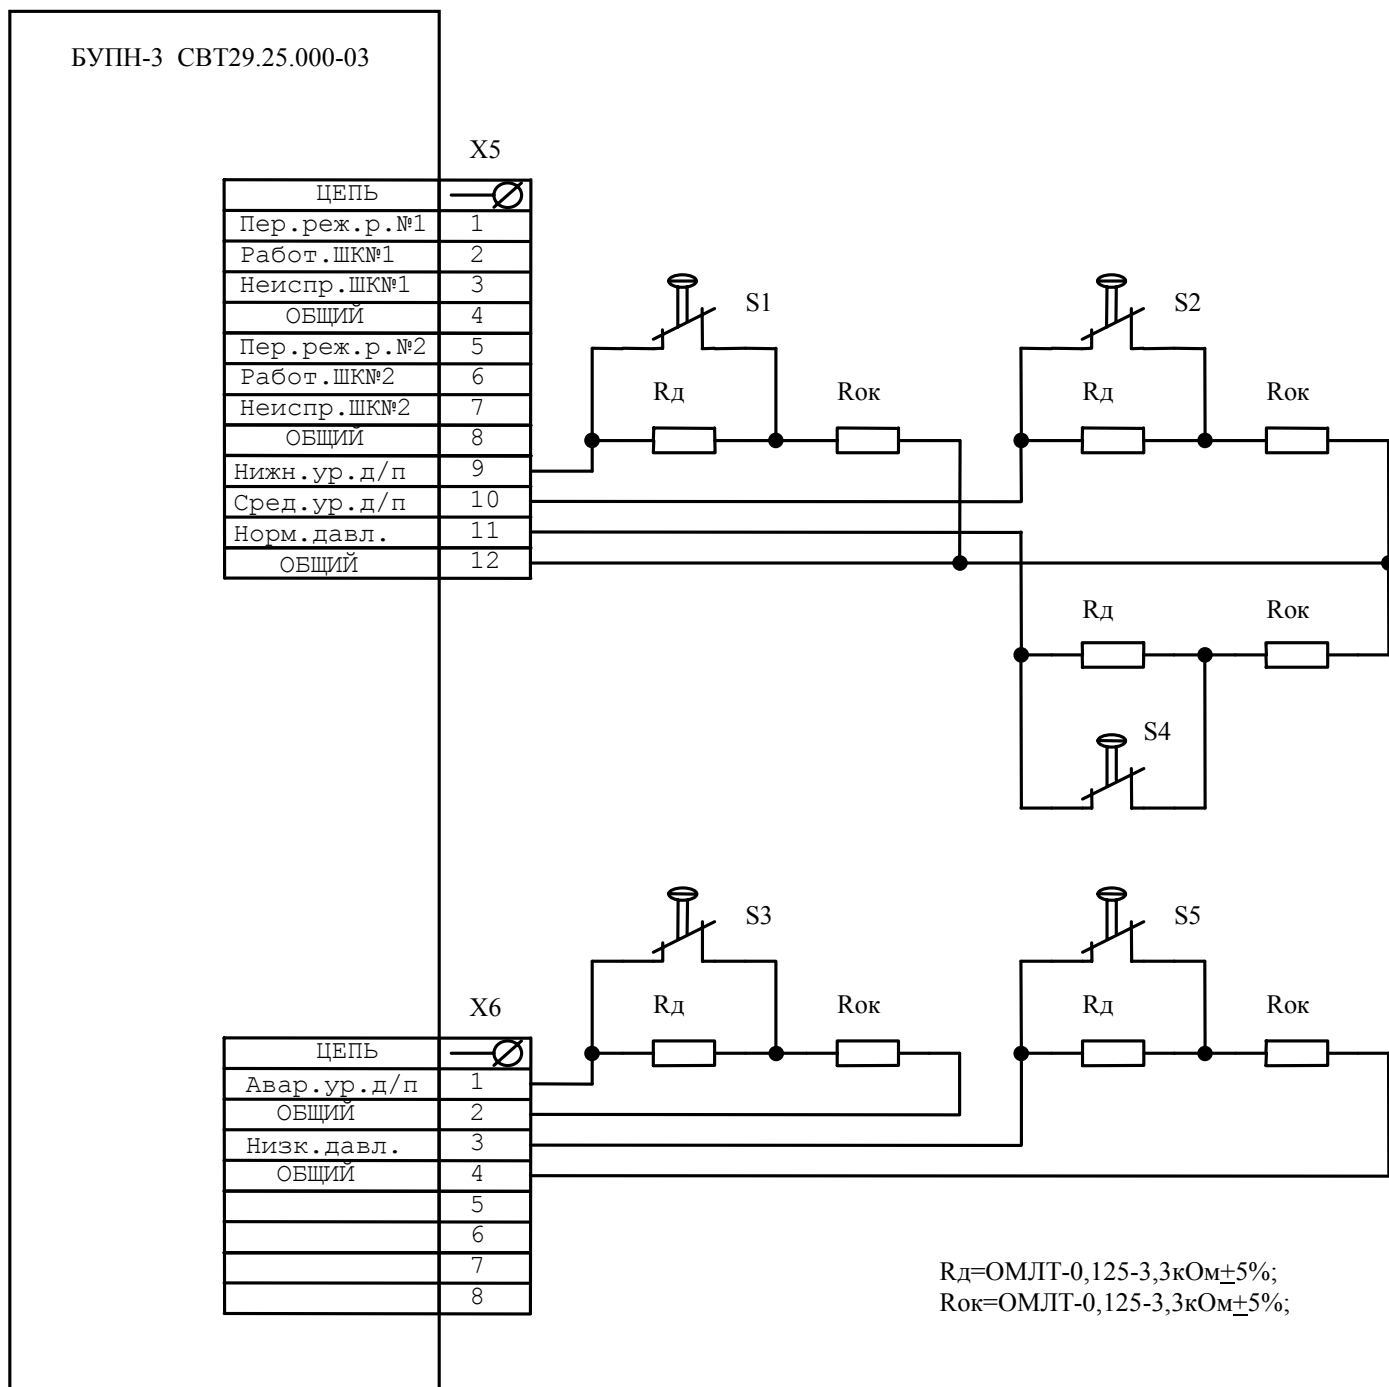 БУПН-3 СВТ29.25.000-03
X5
ЦЕПЬ
Пер.реж.р.№1 1
Работ.ШК№1 2
Неиспр.ШК№1 3
ОБЩИЙ 4
Пер.реж.р.№2 5
Работ.ШК№2 6
Неиспр.ШК№2 7
ОБЩИЙ 8
Нижн.ур.д/п 9
Сред.ур.д/п 10
Норм.давл. 11
ОБЩИЙ 12
S1
Rд Rок
S2
Rд Rок
Rд Rок
S4
S3
Rд Rок
S5
Rд Rок
X6
ЦЕПЬ
Авар.ур.д/п 1
ОБЩИЙ 2
Низк.давл. 3
ОБЩИЙ 4
5
6
7
8
Rд=ОМЛТ-0,125-3,3кОм±5%;
Rок=ОМЛТ-0,125-3,3кОм±5%;